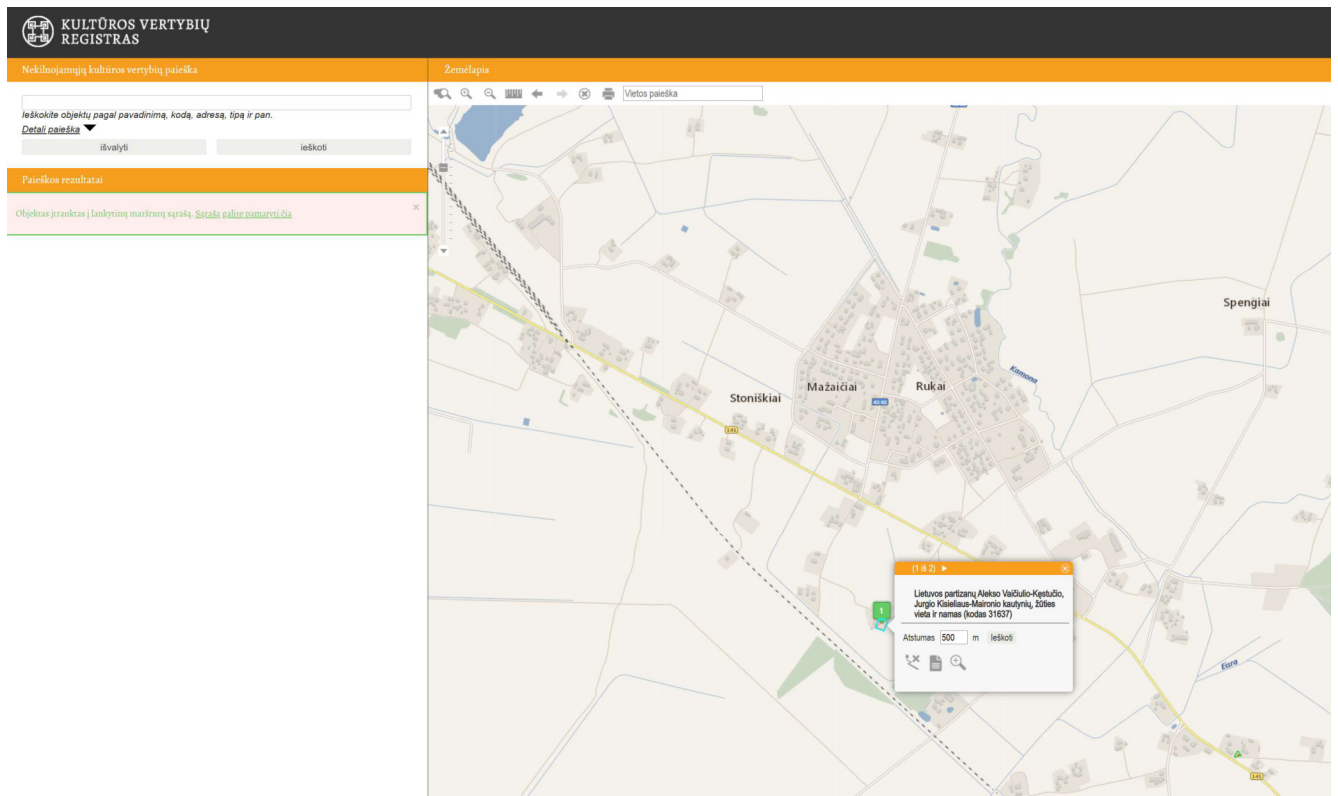 KULTŪROS VERTYBIŲ
REGISTRAS
Nekilnojamųjų kultūros vertybių paieška
Žemėlapis
Vietos paieška
Ieškokite objektų pagal pavadinimą, kodą, adresą, tipą ir pan.
Detali paieška
išvalyti
ieškoti
Paieškos rezultatai
Objektas įtrauktas į lankytinų maršrutų sąrašą. Sąrašą galite pamatyti čia
Spengiai
Kamona
Mažaičiai
Rukai
Stoniškiai
42 03
141
(1 iš 2)
Lietuvos partizanų Alekso Vaičiulio-Kęstučio,
Jurgio Kisieliaus-Maironio kautynių, žūties
vieta ir namas (kodas 31637)
1
Atstumas 500 m Ieškoti
Eisra
141